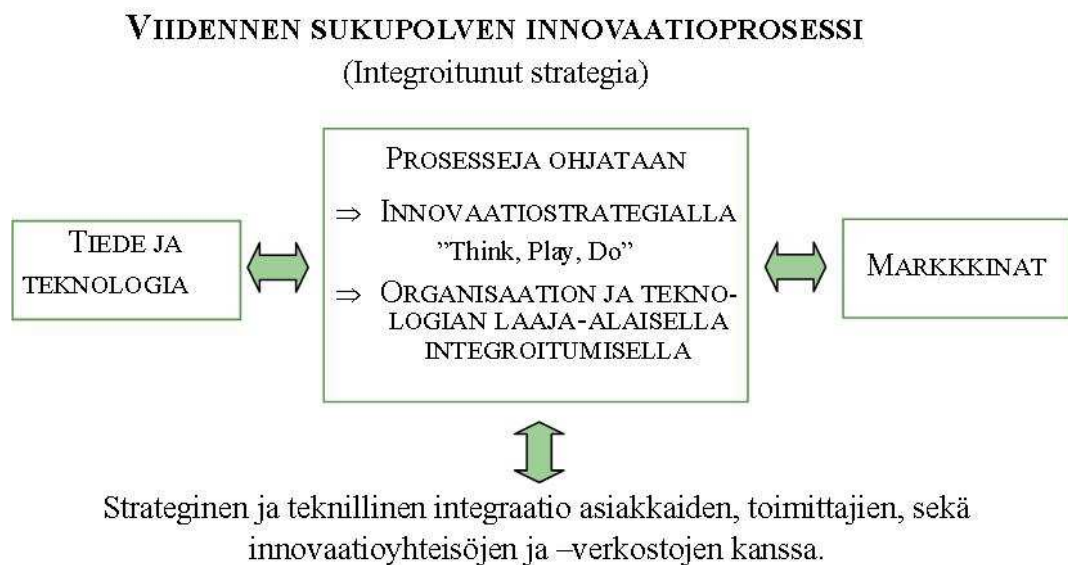 VIIDENNEN SUKUPOLVEN INNOVAATIOPROSESSI
(Integroitunut strategia)
TIEDE JA
TEKNOLOGIA
PROSESSEJA OHJATAAN
⇒ INNOVAATIOSTRATEGIALLA
”Think, Play, Do”
⇒ ORGANISAATION JA TEKNO-
LOGIAN LAAJA-ALAISELLA
INTEGROITUMISELLA
MARKKKINAT
Strateginen ja teknillinen integraatio asiakkaiden, toimittajien, sekä
innovaatioyhteisöjen ja –verkostojen kanssa.